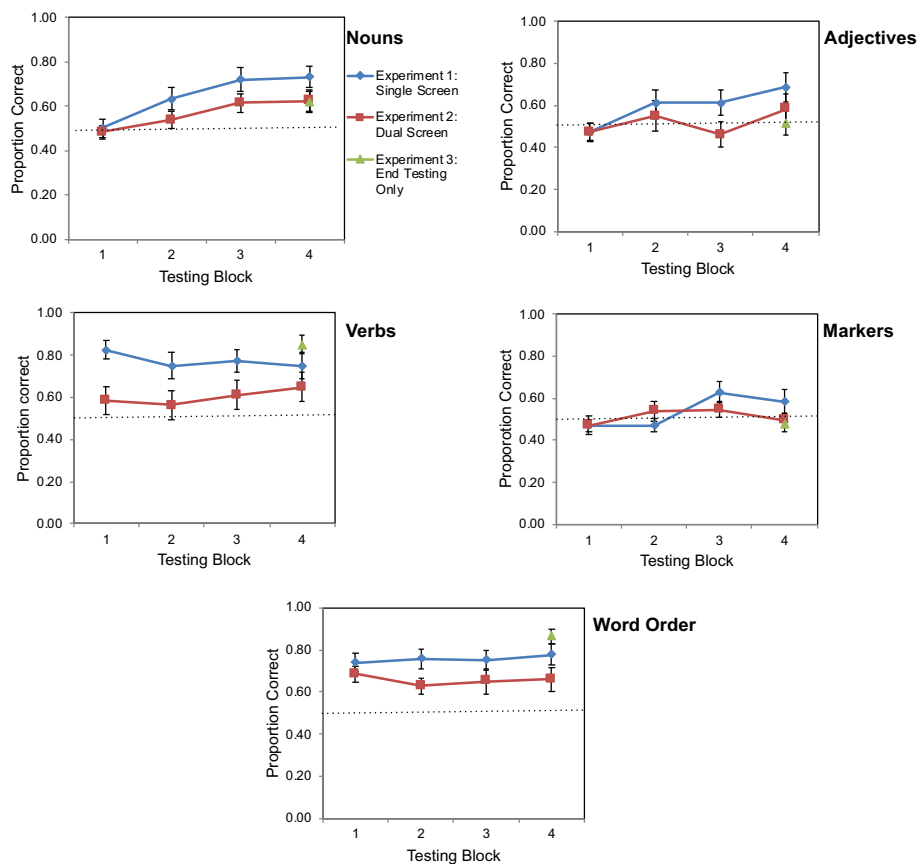 Nouns
1.00
0.80
0.60
0.40
0.20
0.00
Proportion Correct
1
2
3
4
Testing Block
Experiment 1:
Single Screen
Experiment 2:
Dual Screen
Experiment 3:
End Testing
Only
Adjectives
1.00
0.80
0.60
0.40
0.20
0.00
Proportion Correct
1
2
3
4
Testing Block
Verbs
1.00
0.80
0.60
0.40
0.20
0.00
Proportion correct
1
2
3
4
Testing Block
Markers
1.00
0.80
0.60
0.40
0.20
0.00
Proporotion Correct
1
2
3
4
Testing Block
Word Order
1.00
0.80
0.60
0.40
0.20
0.00
Proportion Correct
1
2
3
4
Testing Block